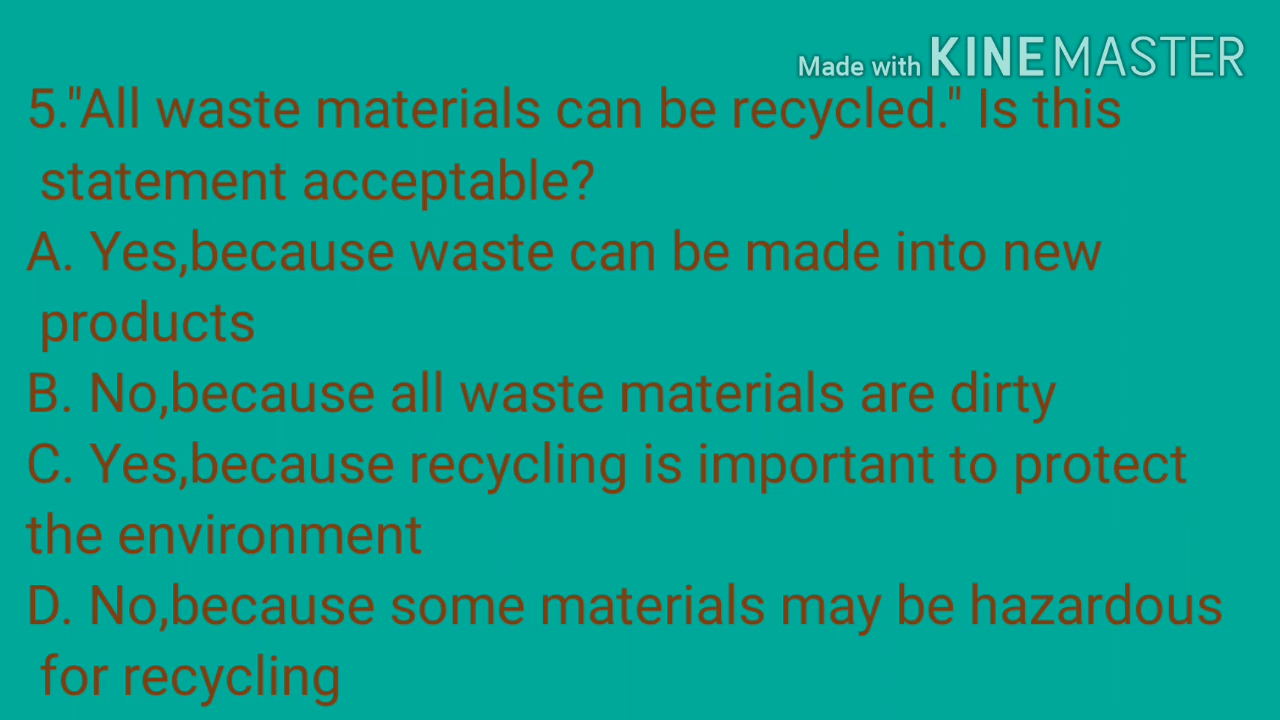 Made with KINEMASTER
5."All waste materials can be recycled." Is this
statement acceptable?
A. Yes,because waste can be made into new
products
B. No,because all waste materials are dirty
C. Yes,because recycling is important to protect
the environment
D. No,because some materials may be hazardous
for recycling